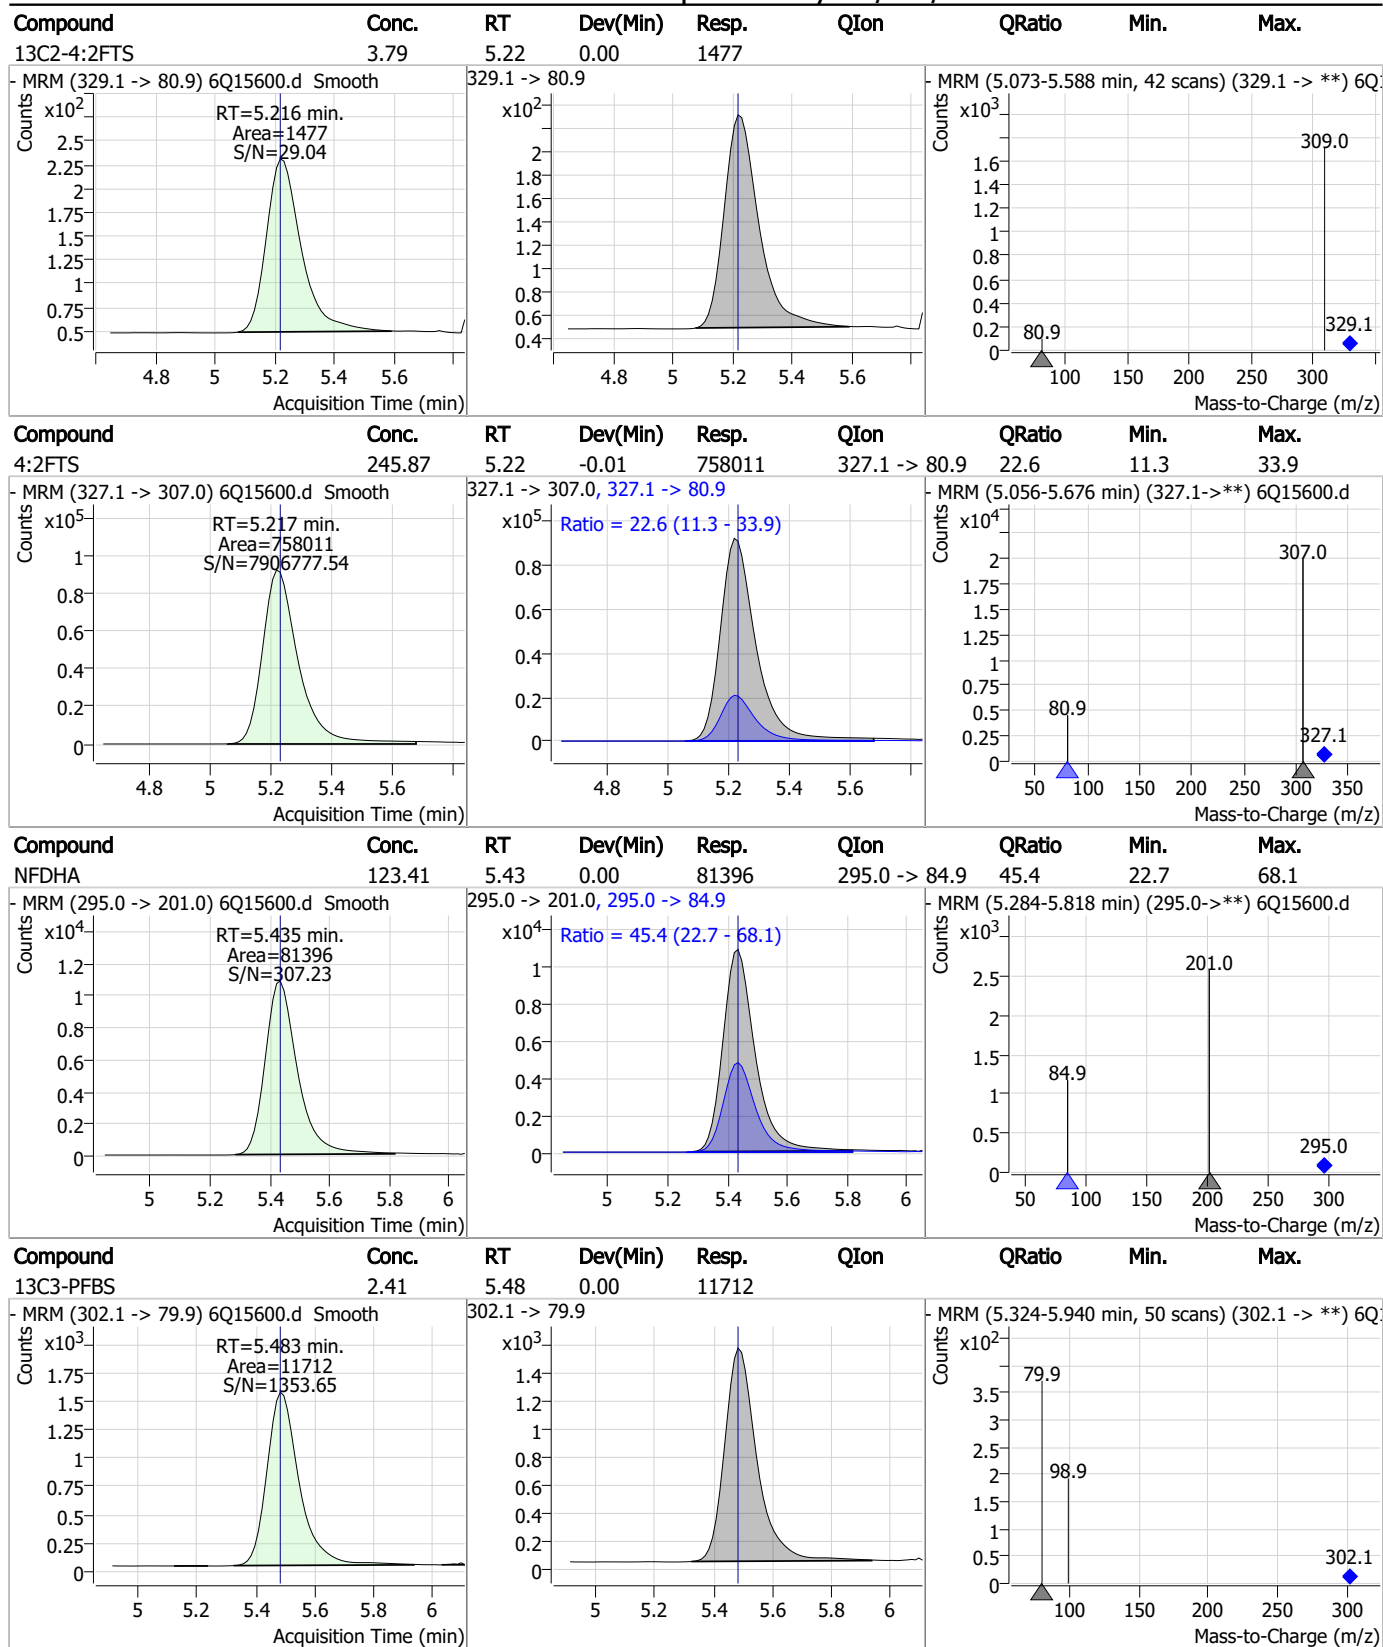 Compound Conc. RT Dev(Min) Resp. QIon QRatio Min. Max.
13C2-4:2FTS 3.79 5.22 0.00 1477
- MRM (329.1 -> 80.9) 6Q15600.d Smooth
Counts
x10²
RT=5.216 min.
Area=1477
S/N=29.04
2.5
2.25
2
1.75
1.5
1.25
1
0.75
0.5
4.8 5 5.2 5.4 5.6
Acquisition Time (min)
329.1 -> 80.9
x10²
2
1.8
1.6
1.4
1.2
1
0.8
0.6
0.4
4.8 5 5.2 5.4 5.6
- MRM (5.073-5.588 min, 42 scans) (329.1 -> **) 6Q1
Counts
x10³
309.0
1.6
1.4
1.2
1
0.8
0.6
0.4
0.2
0
80.9
329.1
100 150 200 250 300
Mass-to-Charge (m/z)
Compound Conc. RT Dev(Min) Resp. QIon QRatio Min. Max.
4:2FTS 245.87 5.22 -0.01 758011 327.1 -> 80.9 22.6 11.3 33.9
- MRM (327.1 -> 307.0) 6Q15600.d Smooth
Counts
x10⁵
RT=5.217 min.
Area=758011
S/N=7906777.54
1
0.8
0.6
0.4
0.2
0
4.8 5 5.2 5.4 5.6
Acquisition Time (min)
327.1 -> 307.0, 327.1 -> 80.9
x10⁵
Ratio = 22.6 (11.3 - 33.9)
0.8
0.6
0.4
0.2
0
4.8 5 5.2 5.4 5.6
- MRM (5.056-5.676 min) (327.1->**) 6Q15600.d
Counts
x10⁴
307.0
2
1.75
1.5
1.25
1
0.75
0.5
0.25
0
80.9
327.1
50 100 150 200 250 300 350
Mass-to-Charge (m/z)
Compound Conc. RT Dev(Min) Resp. QIon QRatio Min. Max.
NFDHA 123.41 5.43 0.00 81396 295.0 -> 84.9 45.4 22.7 68.1
- MRM (295.0 -> 201.0) 6Q15600.d Smooth
Counts
x10⁴
RT=5.435 min.
Area=81396
S/N=307.23
1.2
1
0.8
0.6
0.4
0.2
0
5 5.2 5.4 5.6 5.8 6
Acquisition Time (min)
295.0 -> 201.0, 295.0 -> 84.9
x10⁴
Ratio = 45.4 (22.7 - 68.1)
1
0.8
0.6
0.4
0.2
0
5 5.2 5.4 5.6 5.8 6
- MRM (5.284-5.818 min) (295.0->**) 6Q15600.d
Counts
x10³
201.0
2.5
2
1.5
1
0.5
0
84.9
295.0
50 100 150 200 250 300
Mass-to-Charge (m/z)
Compound Conc. RT Dev(Min) Resp. QIon QRatio Min. Max.
13C3-PFBS 2.41 5.48 0.00 11712
- MRM (302.1 -> 79.9) 6Q15600.d Smooth
Counts
x10³
RT=5.483 min.
Area=11712
S/N=1353.65
1.75
1.5
1.25
1
0.75
0.5
0.25
0
5 5.2 5.4 5.6 5.8 6
Acquisition Time (min)
302.1 -> 79.9
x10³
1.4
1.2
1
0.8
0.6
0.4
0.2
0
5 5.2 5.4 5.6 5.8 6
- MRM (5.324-5.940 min, 50 scans) (302.1 -> **) 6Q1
Counts
x10²
79.9
3.5
3
2.5
2
1.5
1
0.5
0
98.9
302.1
100 150 200 250 300
Mass-to-Charge (m/z)